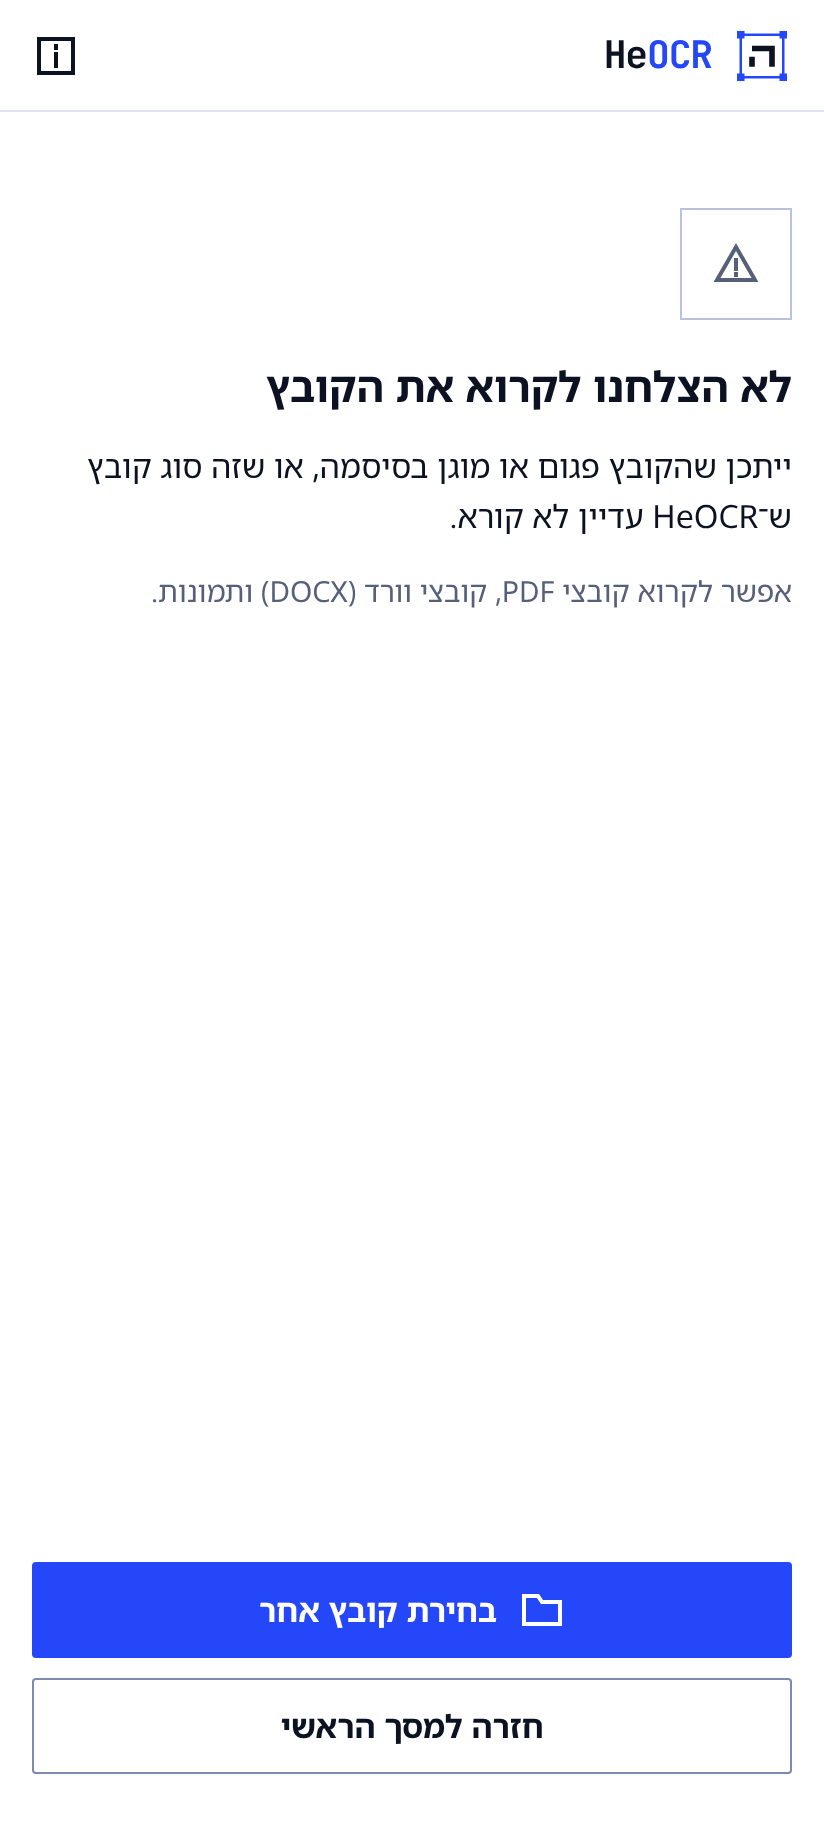 ה HeOCR
לא הצלחנו לקרוא את הקובץ
ייתכן שהקובץ פגום או מוגן בסיסמה, או שזה סוג קובץ
ש־HeOCR עדיין לא קורא.
אפשר לקרוא קובצי PDF, קובצי וורד (DOCX) ותמונות.
בחירת קובץ אחר
חזרה למסך הראשי